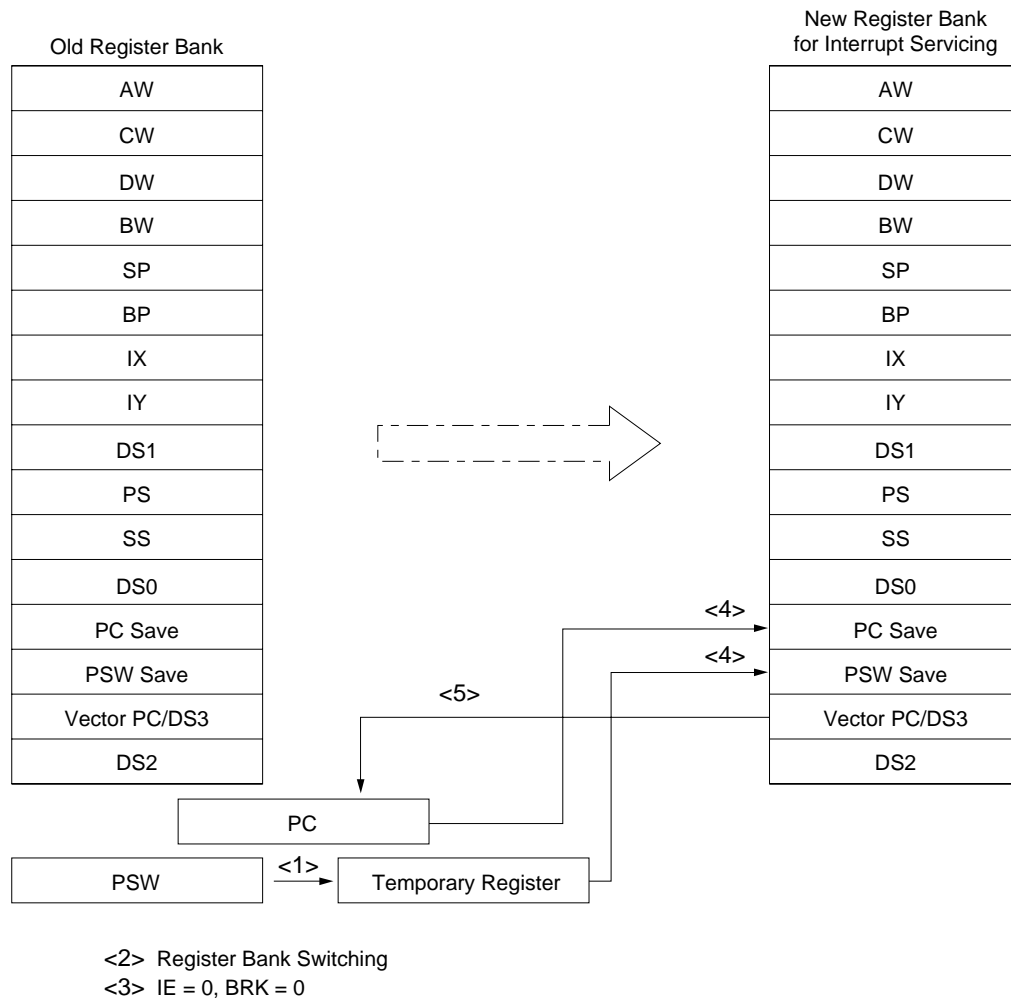 Old Register Bank
AW
CW
DW
BW
SP
BP
IX
IY
DS1
PS
SS
DS0
PC Save
PSW Save
Vector PC/DS3
DS2
New Register Bank
for Interrupt Servicing
AW
CW
DW
BW
SP
BP
IX
IY
DS1
PS
SS
DS0
PC Save
PSW Save
Vector PC/DS3
DS2
<4>
<4>
<5>
PC
PSW
<1>
Temporary Register
<2> Register Bank Switching
<3> IE = 0, BRK = 0